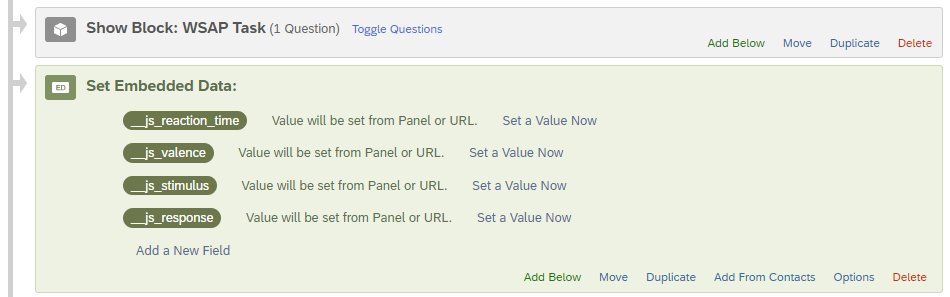 Show Block: WSAP Task (1 Question) Toggle Questions
Add Below Move Duplicate Delete
ED Set Embedded Data:
__js_reaction_time Value will be set from Panel or URL. Set a Value Now
__js_valence Value will be set from Panel or URL. Set a Value Now
__js_stimulus Value will be set from Panel or URL. Set a Value Now
__js_response Value will be set from Panel or URL. Set a Value Now
Add a New Field
Add Below Move Duplicate Add From Contacts Options Delete